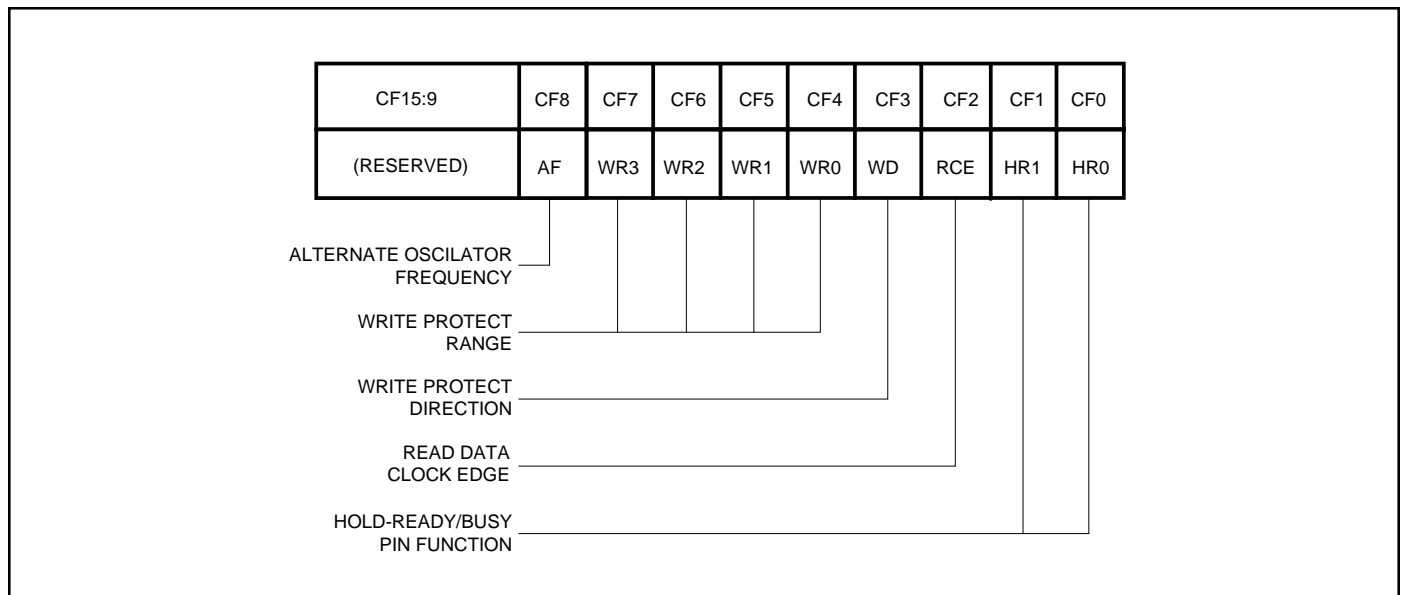 CF15:9 CF8 CF7 CF6 CF5 CF4 CF3 CF2 CF1 CF0
(RESERVED) AF WR3 WR2 WR1 WR0 WD RCE HR1 HR0
ALTERNATE OSCILATOR
FREQUENCY
WRITE PROTECT
RANGE
WRITE PROTECT
DIRECTION
READ DATA
CLOCK EDGE
HOLD-READY/BUSY
PIN FUNCTION